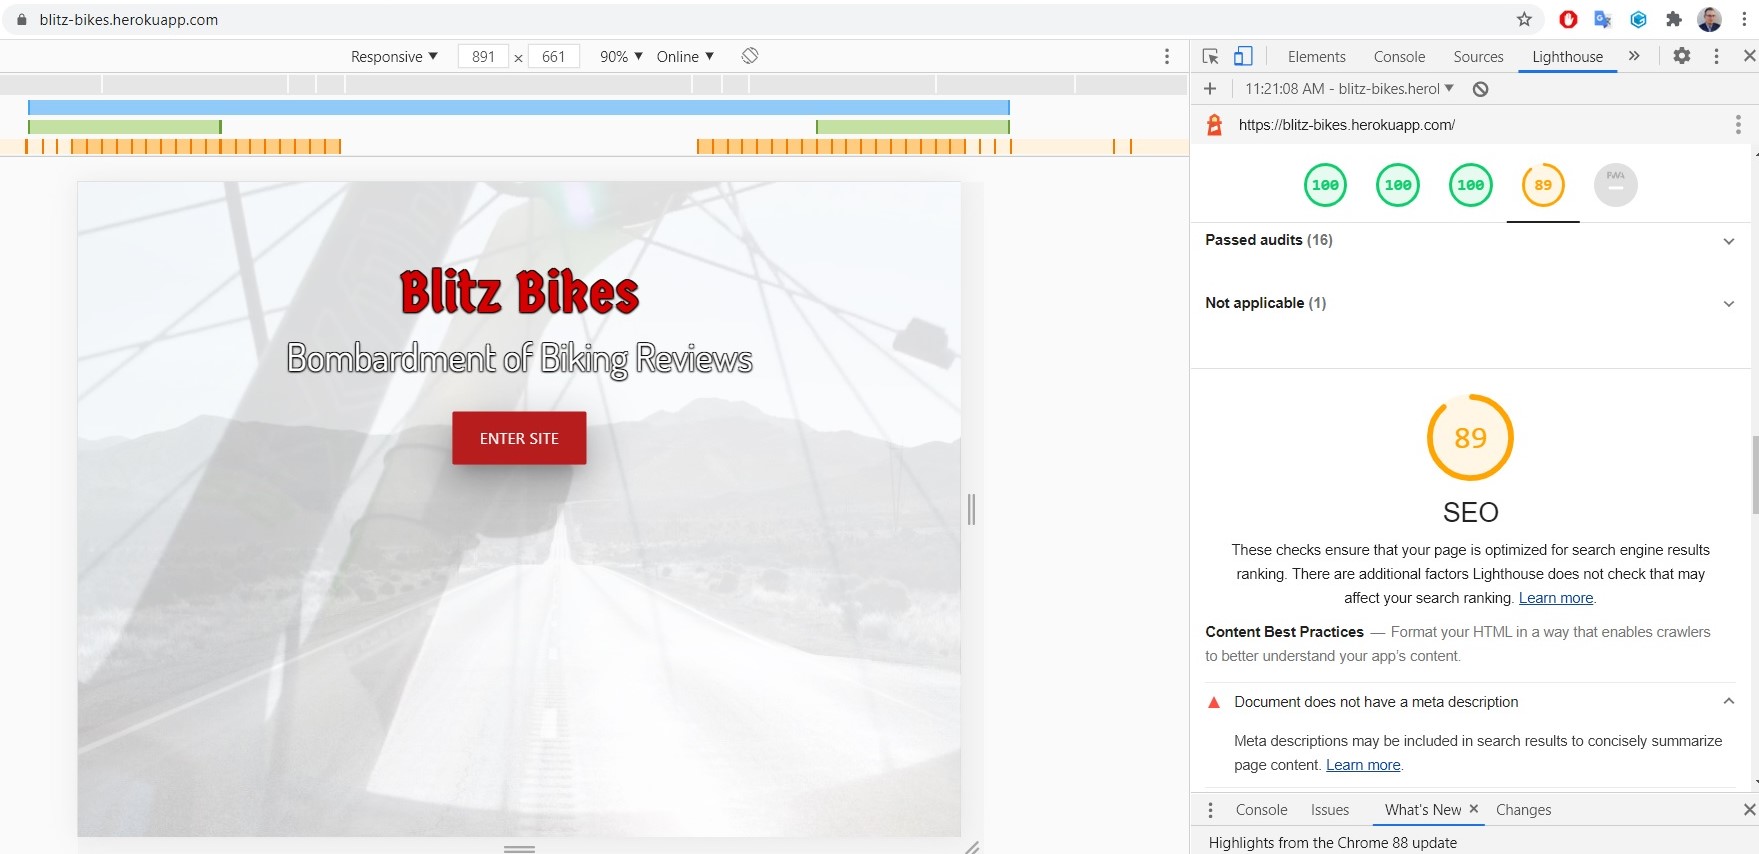 blitz-bikes.herokuapp.com
Responsive 891 × 661 90% Online
Elements Console Sources Lighthouse
11:21:08 AM - blitz-bikes.herol
https://blitz-bikes.herokuapp.com/
100 100 100 89 PWA
Blitz Bikes
Bombardment of Biking Reviews
ENTER SITE
Passed audits (16)
Not applicable (1)
89
SEO
These checks ensure that your page is optimized for search engine results
ranking. There are additional factors Lighthouse does not check that may
affect your search ranking. Learn more.
Content Best Practices — Format your HTML in a way that enables crawlers
to better understand your app's content.
Document does not have a meta description
Meta descriptions may be included in search results to concisely summarize
page content. Learn more.
Console Issues What's New Changes
Highlights from the Chrome 88 update